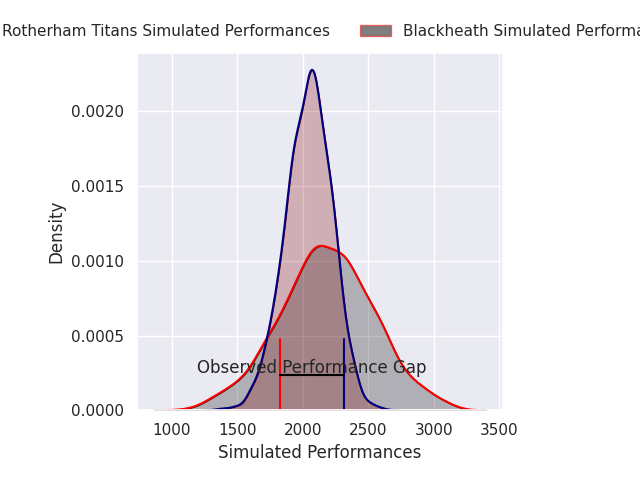 Rotherham Titans Simulated Performances
Blackheath Simulated
Density
0.0020
0.0015
0.0010
0.0005
0.0000
Observed Performance Gap
1000 1500 2000 2500 3000 3500
Simulated Performances